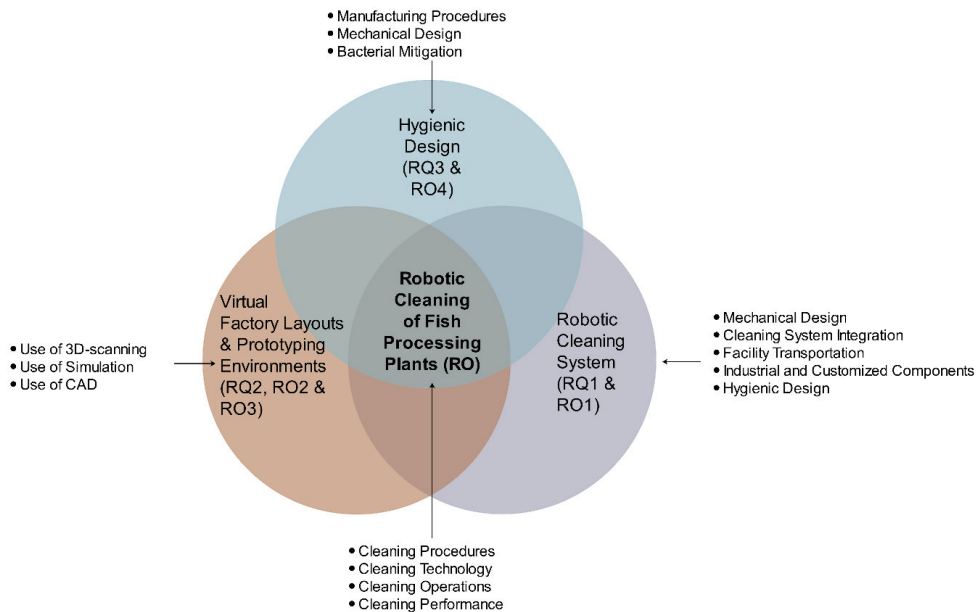 • Manufacturing Procedures
• Mechanical Design
• Bacterial Mitigation
Hygienic
Design
(RQ3 &
RO4)
Robotic
Cleaning
of Fish
Processing
Plants (RO)
Virtual
Factory Layouts
& Prototyping
Environments
(RQ2, RO2 &
RO3)
Robotic
Cleaning
System
(RQ1 &
RO1)
• Use of 3D-scanning
• Use of Simulation
• Use of CAD
• Mechanical Design
• Cleaning System Integration
• Facility Transportation
• Industrial and Customized Components
• Hygienic Design
• Cleaning Procedures
• Cleaning Technology
• Cleaning Operations
• Cleaning Performance